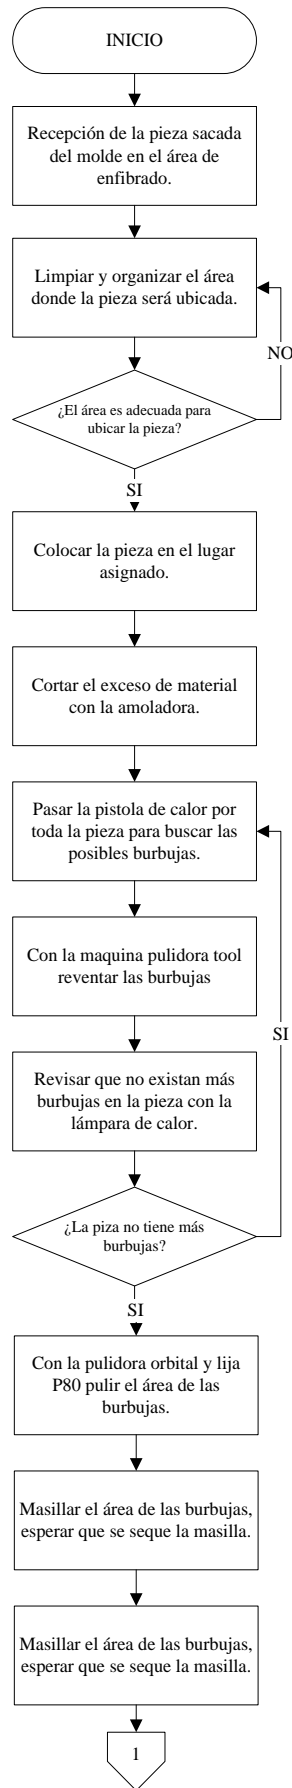 INICIO
Recepción de la pieza sacada
del molde en el área de
enfibrado.
Limpiar y organizar el área
donde la pieza será ubicada.
NO
¿El área es adecuada para
ubicar la pieza?
SI
Colocar la pieza en el lugar
asignado.
Cortar el exceso de material
con la amoladora.
Pasar la pistola de calor por
toda la pieza para buscar las
posibles burbujas.
Con la maquina pulidora tool
reventar las burbujas
SI
Revisar que no existan más
burbujas en la pieza con la
lámpara de calor.
¿La piza no tiene más
burbujas?
SI
Con la pulidora orbital y lija
P80 pulir el área de las
burbujas.
Masillar el área de las burbujas,
esperar que se seque la masilla.
Masillar el área de las burbujas,
esperar que se seque la masilla.
1